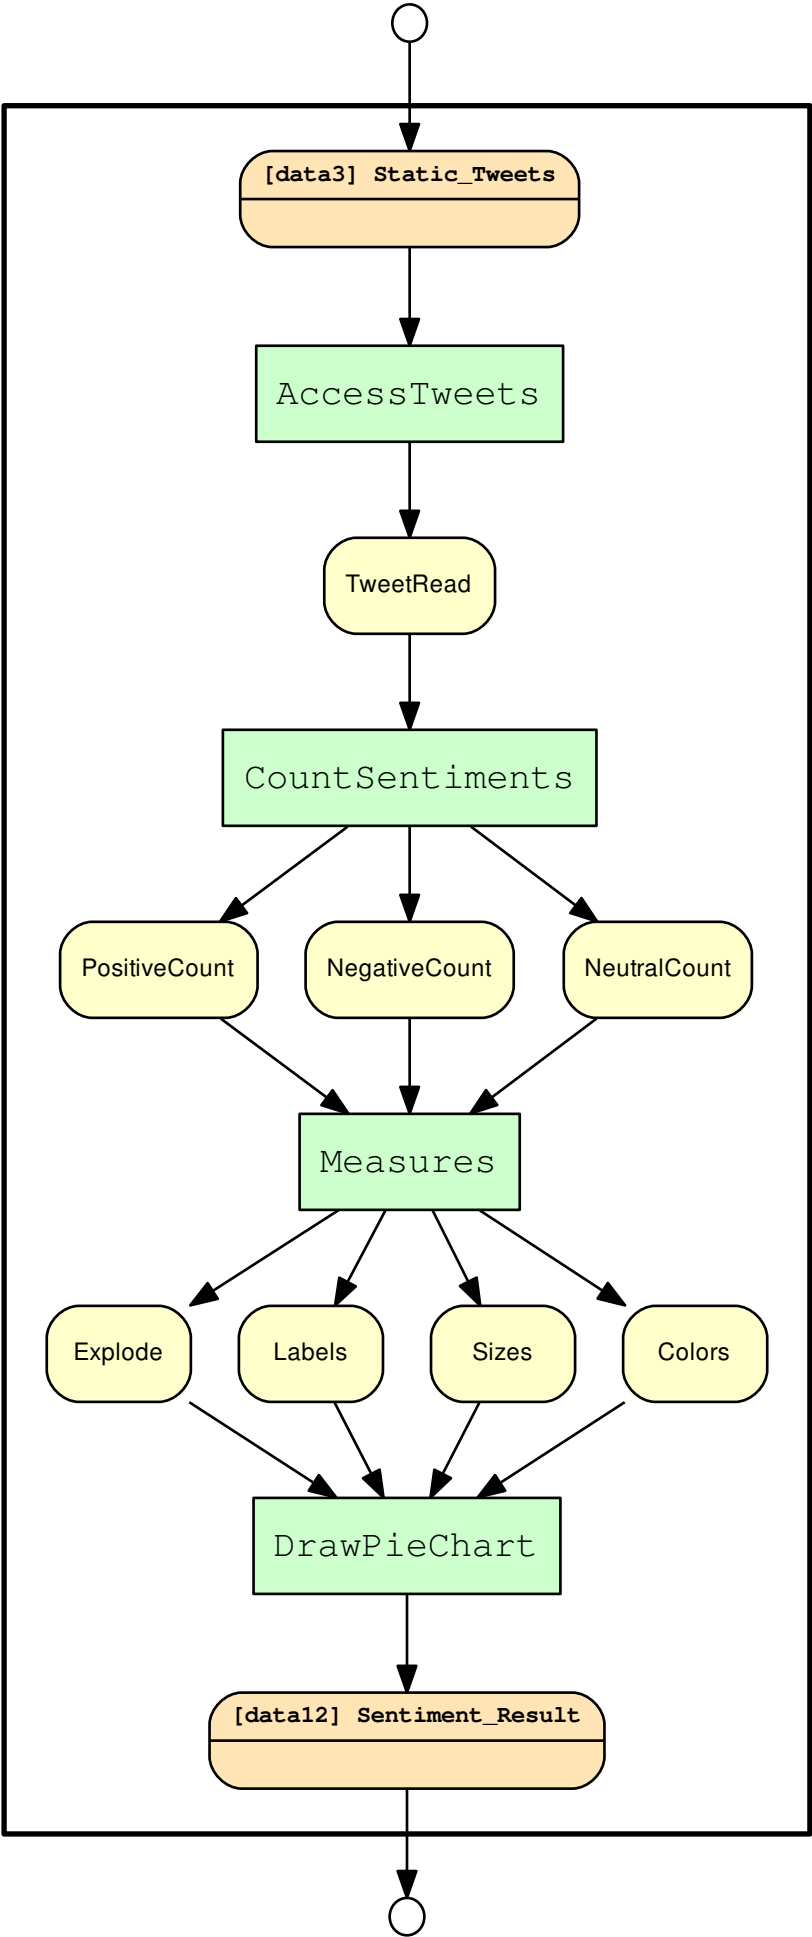 [data3] Static_Tweets
AccessTweets
TweetRead
CountSentiments
PositiveCount
NegativeCount
NeutralCount
Measures
Explode
Labels
Sizes
Colors
DrawPieChart
[data12] Sentiment_Result